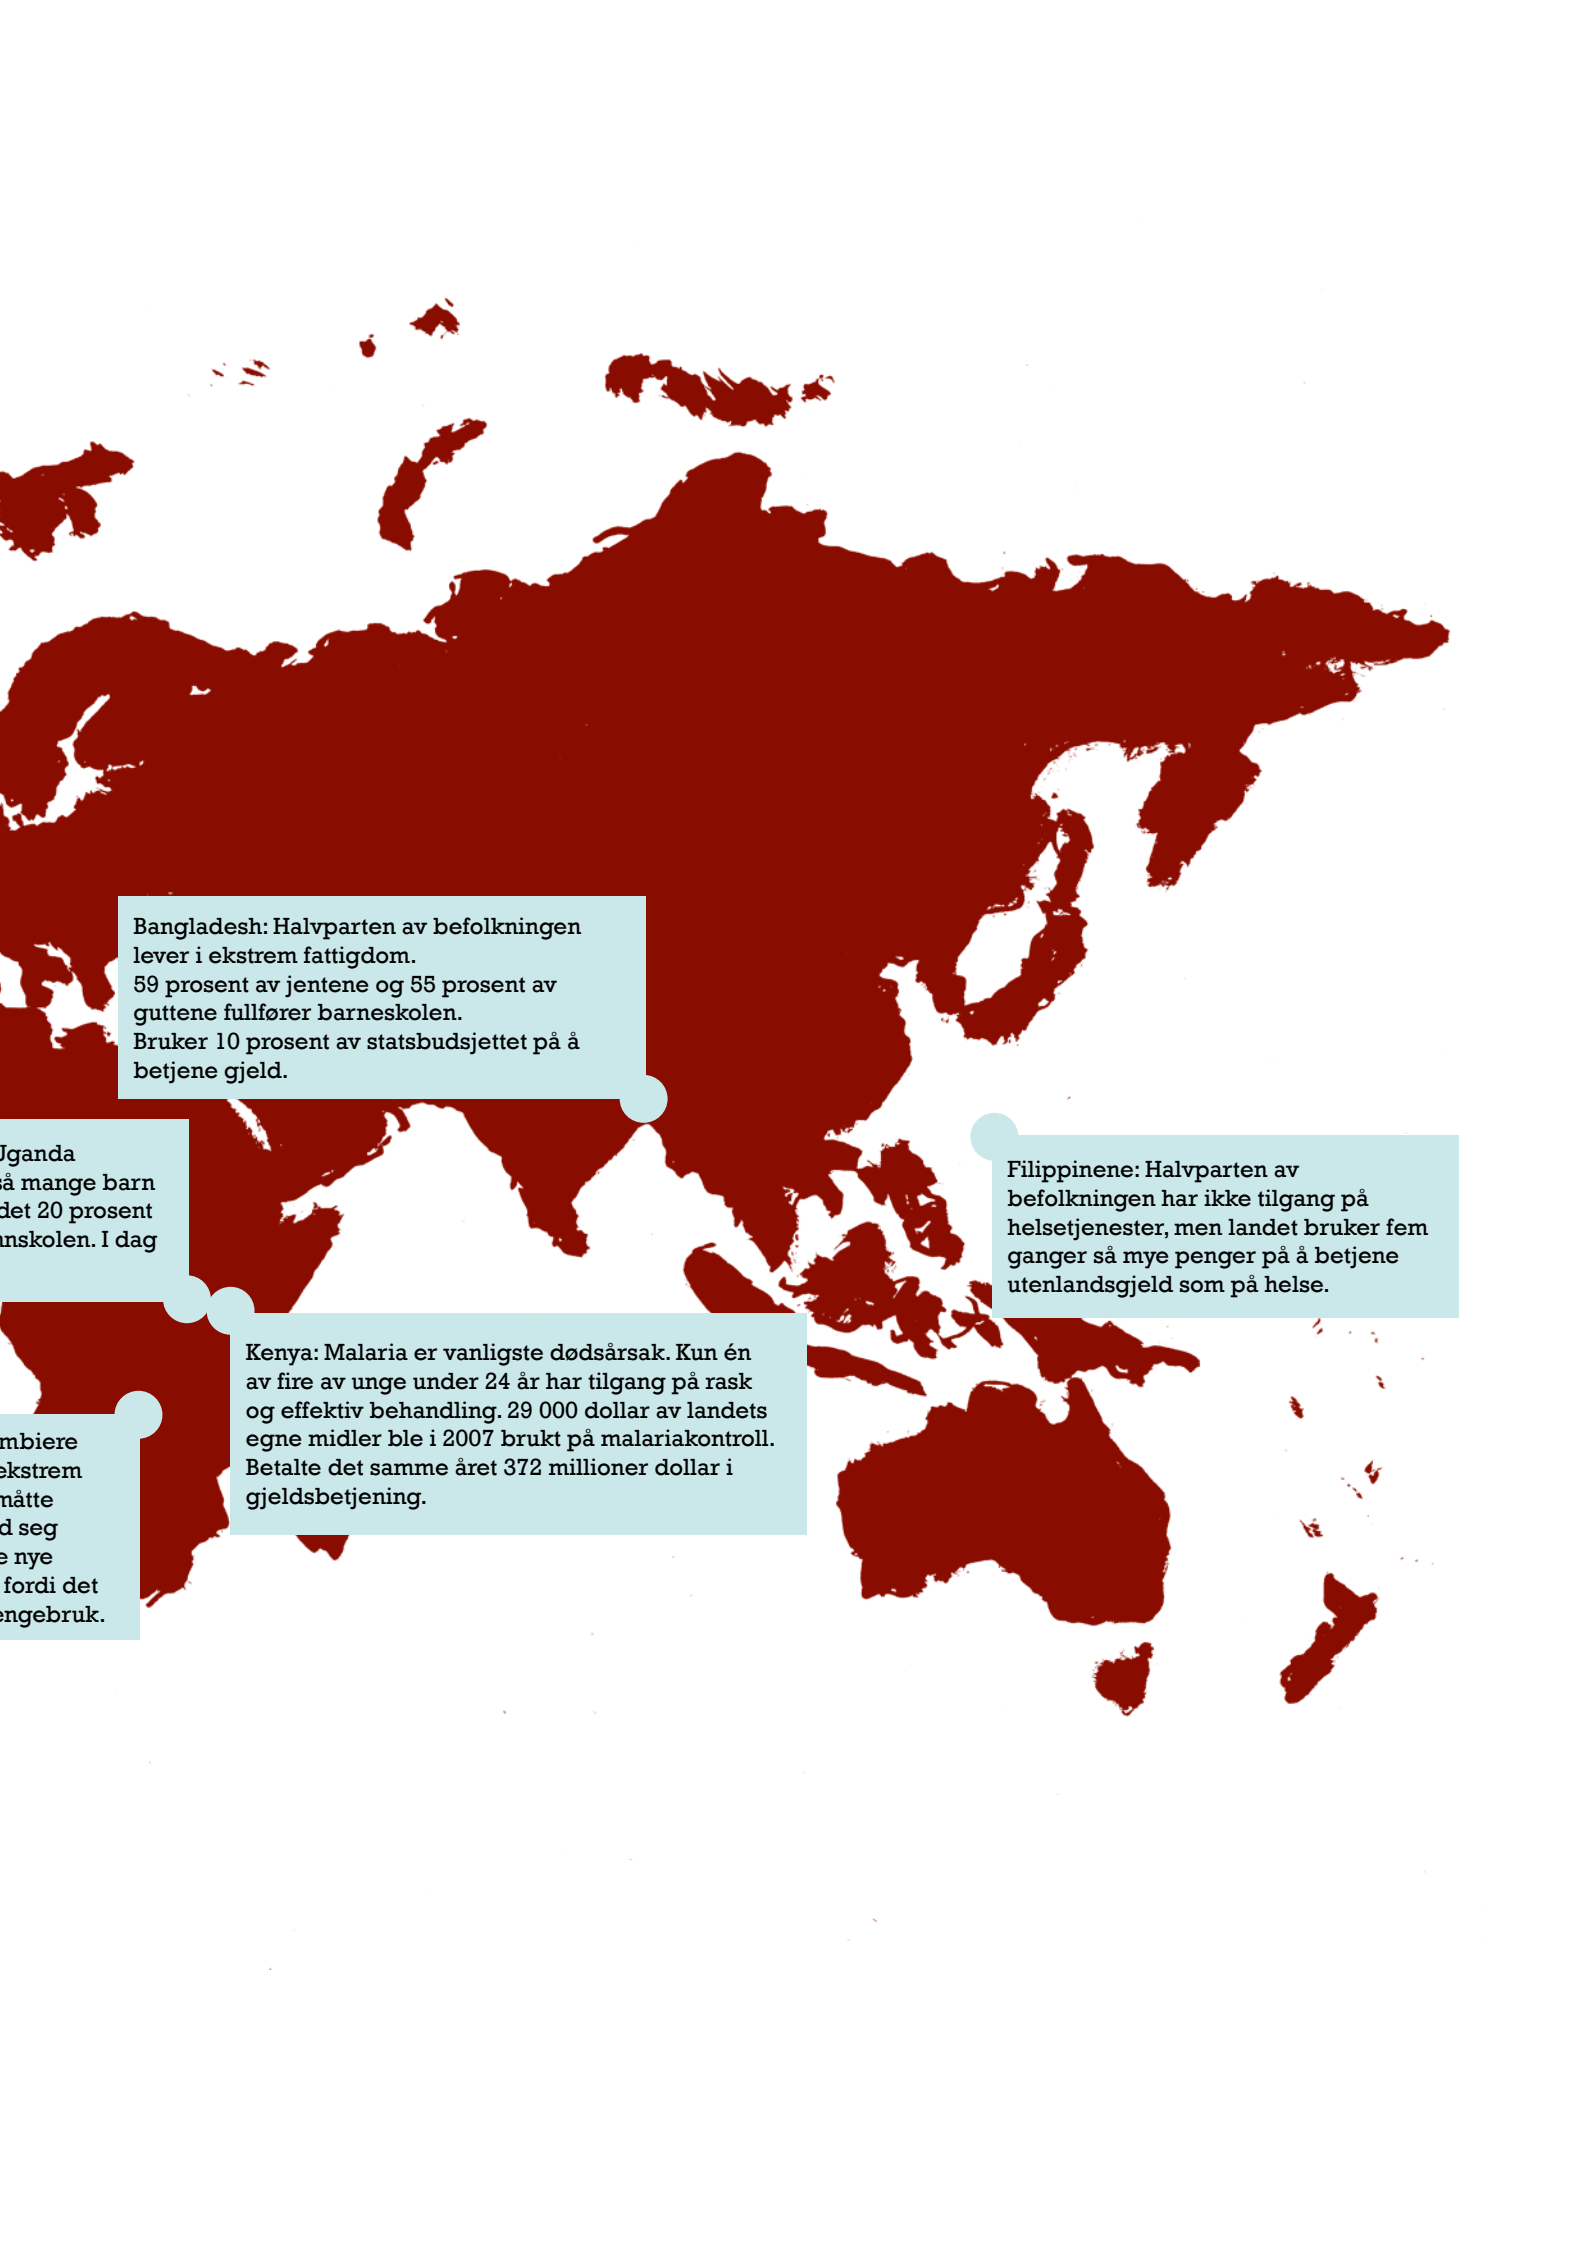 Bangladesh: Halvparten av befolkningen
lever i ekstrem fattigdom.
59 prosent av jentene og 55 prosent av
guttene fullfører barneskolen.
Bruker 10 prosent av statsbudsjettet på å
betjene gjeld.
Uganda
så mange barn
det 20 prosent
nnskolen. I dag
Filippinene: Halvparten av
befolkningen har ikke tilgang på
helsetjenester, men landet bruker fem
ganger så mye penger på å betjene
utenlandsgjeld som på helse.
Kenya: Malaria er vanligste dødsårsak. Kun én
av fire av unge under 24 år har tilgang på rask
og effektiv behandling. 29 000 dollar av landets
egne midler ble i 2007 brukt på malariakontroll.
Betalte det samme året 372 millioner dollar i
gjeldsbetjening.
mbiere
ekstrem
måtte
d seg
e nye
fordi det
engebruk.